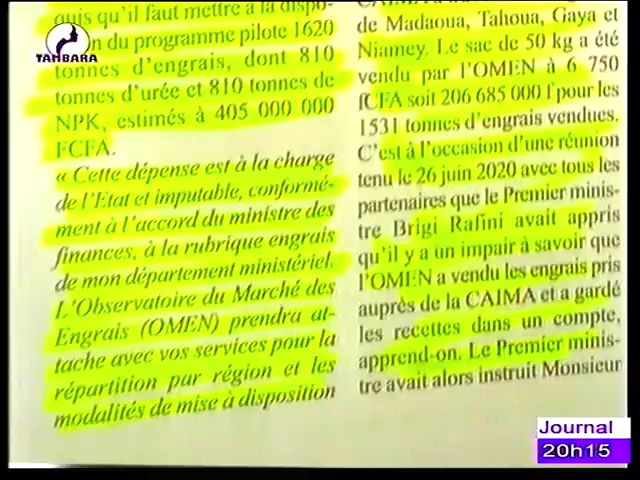 TAMBARA
quis qu'il faut mettre à la dispo-
du programme pilote 1620
tonnes d'engrais, dont 810
tonnes d'urée et 810 tonnes de
NPK, estimés à 405 000 000
FCFA.
« Cette dépense est à la charge
de l'Etat et imputable, conformé-
ment à l'accord du ministre des
finances, à la rubrique engrais
de mon département ministériel.
L'Observatoire du Marché des
Engrais (OMEN) prendra at-
tache avec vos services pour la
répartition par région et les
modalités de mise à disposition
de Madaoua, Tahoua, Gaya et
Niamey. Le sac de 50 kg a été
vendu par l'OMEN à 6 750
fCFA soit 206 685 000 f pour les
1531 tonnes d'engrais vendues.
C'est à l'occasion d'une réunion
tenu le 26 juin 2020 avec tous les
partenaires que le Premier minis-
tre Brigi Rafini avait appris
qu'il y a un impair à savoir que
l'OMEN a vendu les engrais pris
auprès de la CAIMA et a gardé
les recettes dans un compte,
apprend-on. Le Premier minis-
tre avait alors instruit Monsieur
Journal
20h15